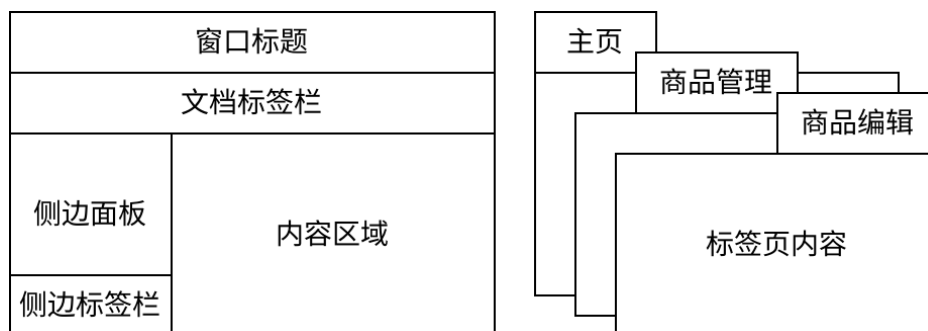 窗口标题
文档标签栏
侧边面板
内容区域
侧边标签栏
主页
商品管理
商品编辑
标签页内容